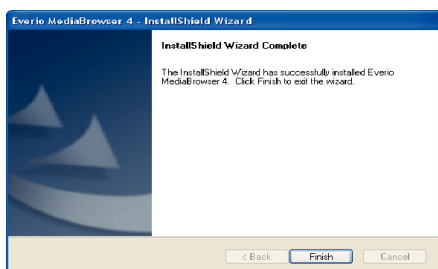 Everio MediaBrowser 4 - InstallShield Wizard
InstallShield Wizard Complete
The InstallShield Wizard has successfully installed Everio
MediaBrowser 4. Click Finish to exit the wizard.
< Back
Finish
Cancel